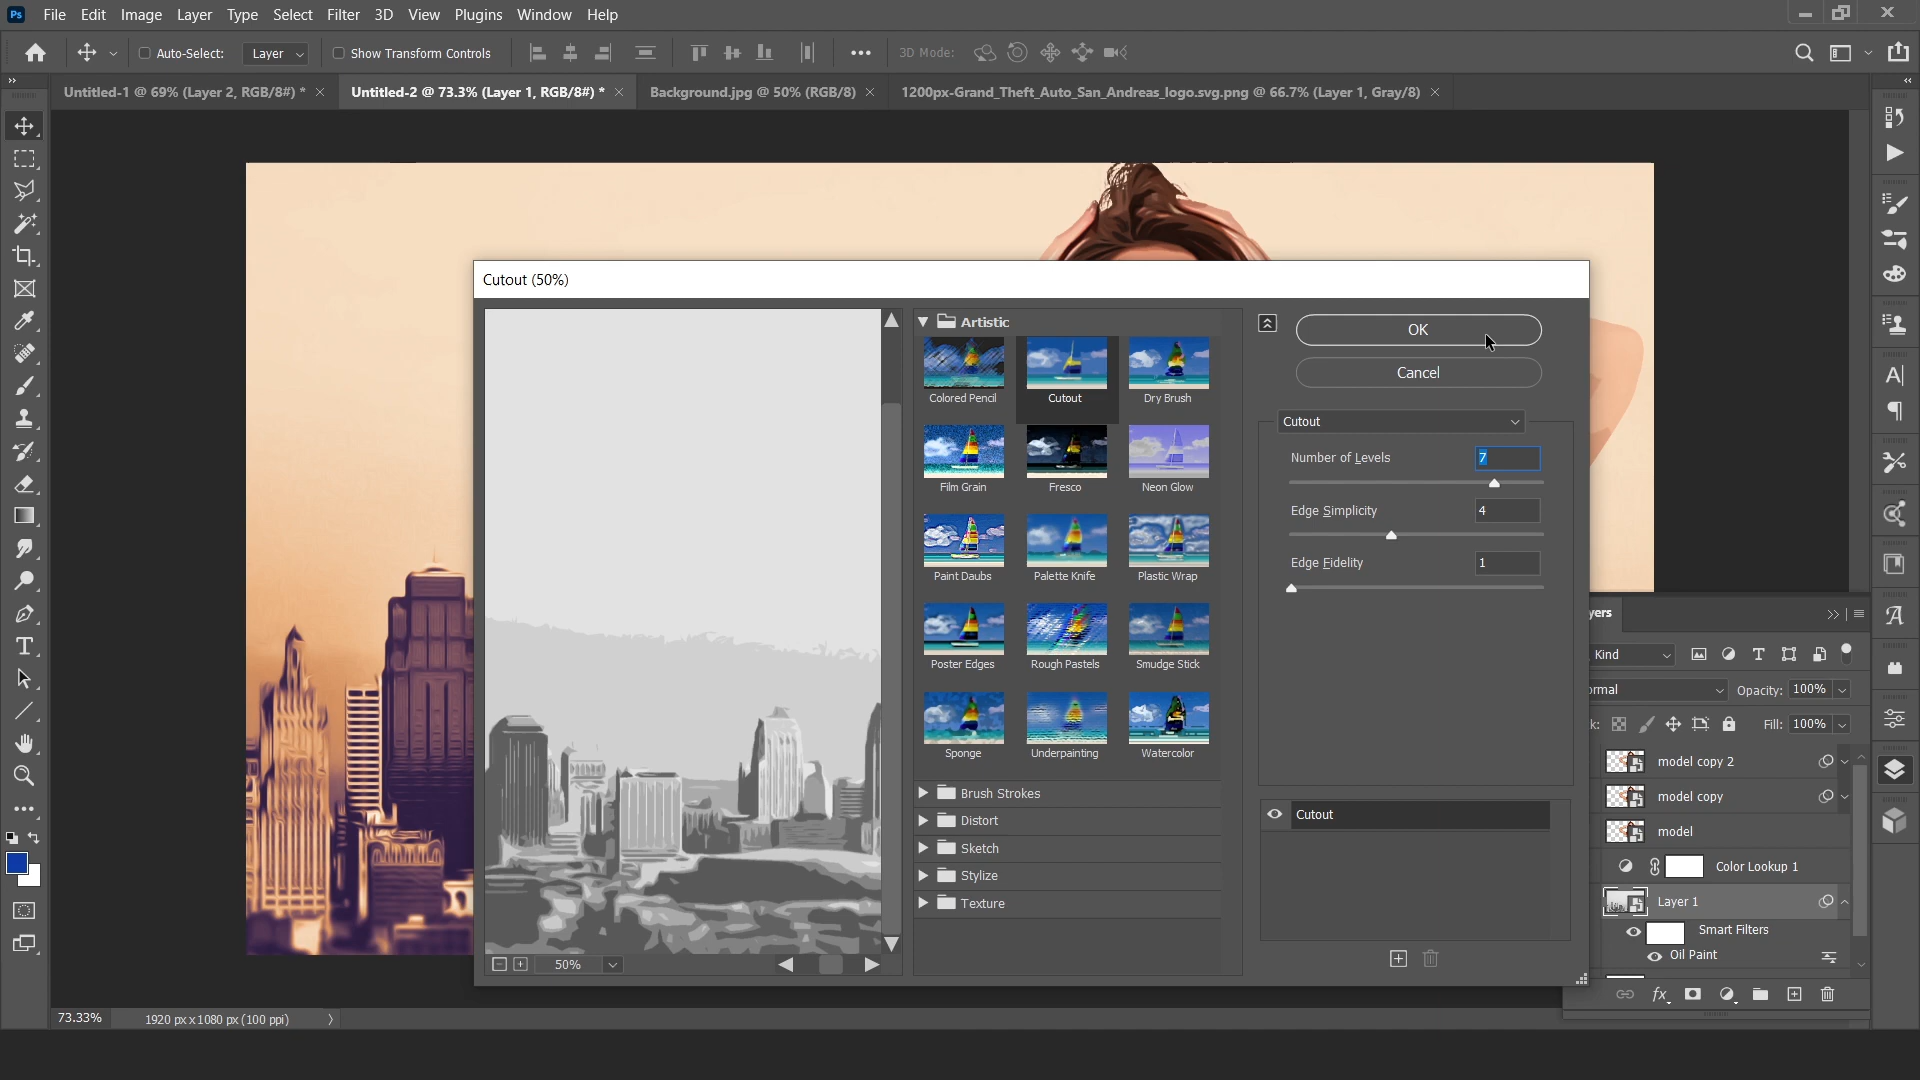 Ps File Edit Image Layer Type Select Filter 3D View Plugins Window Help
Auto-Select: Layer Show Transform Controls 3D Mode:
Untitled-1 @ 69% (Layer 2, RGB/8#) * Untitled-2 @ 73.3% (Layer 1, RGB/8#) * Background.jpg @ 50% (RGB/8) 1200px-Grand_Theft_Auto_San_Andreas_logo.svg.png @ 66.7% (Layer 1, Gray/8)
Cutout (50%)
Artistic
Colored Pencil Cutout Dry Brush
Film Grain Fresco Neon Glow
Paint Daubs Palette Knife Plastic Wrap
Poster Edges Rough Pastels Smudge Stick
Sponge Underpainting Watercolor
Brush Strokes
Distort
Sketch
Stylize
Texture
50%
OK
Cancel
Cutout
Number of Levels 7
Edge Simplicity 4
Edge Fidelity 1
Cutout
yers
Kind
ormal Opacity: 100%
k: Fill: 100%
model copy 2
model copy
model
Color Lookup 1
Layer 1
Smart Filters
Oil Paint
fx
73.33% 1920 px x 1080 px (100 ppi)